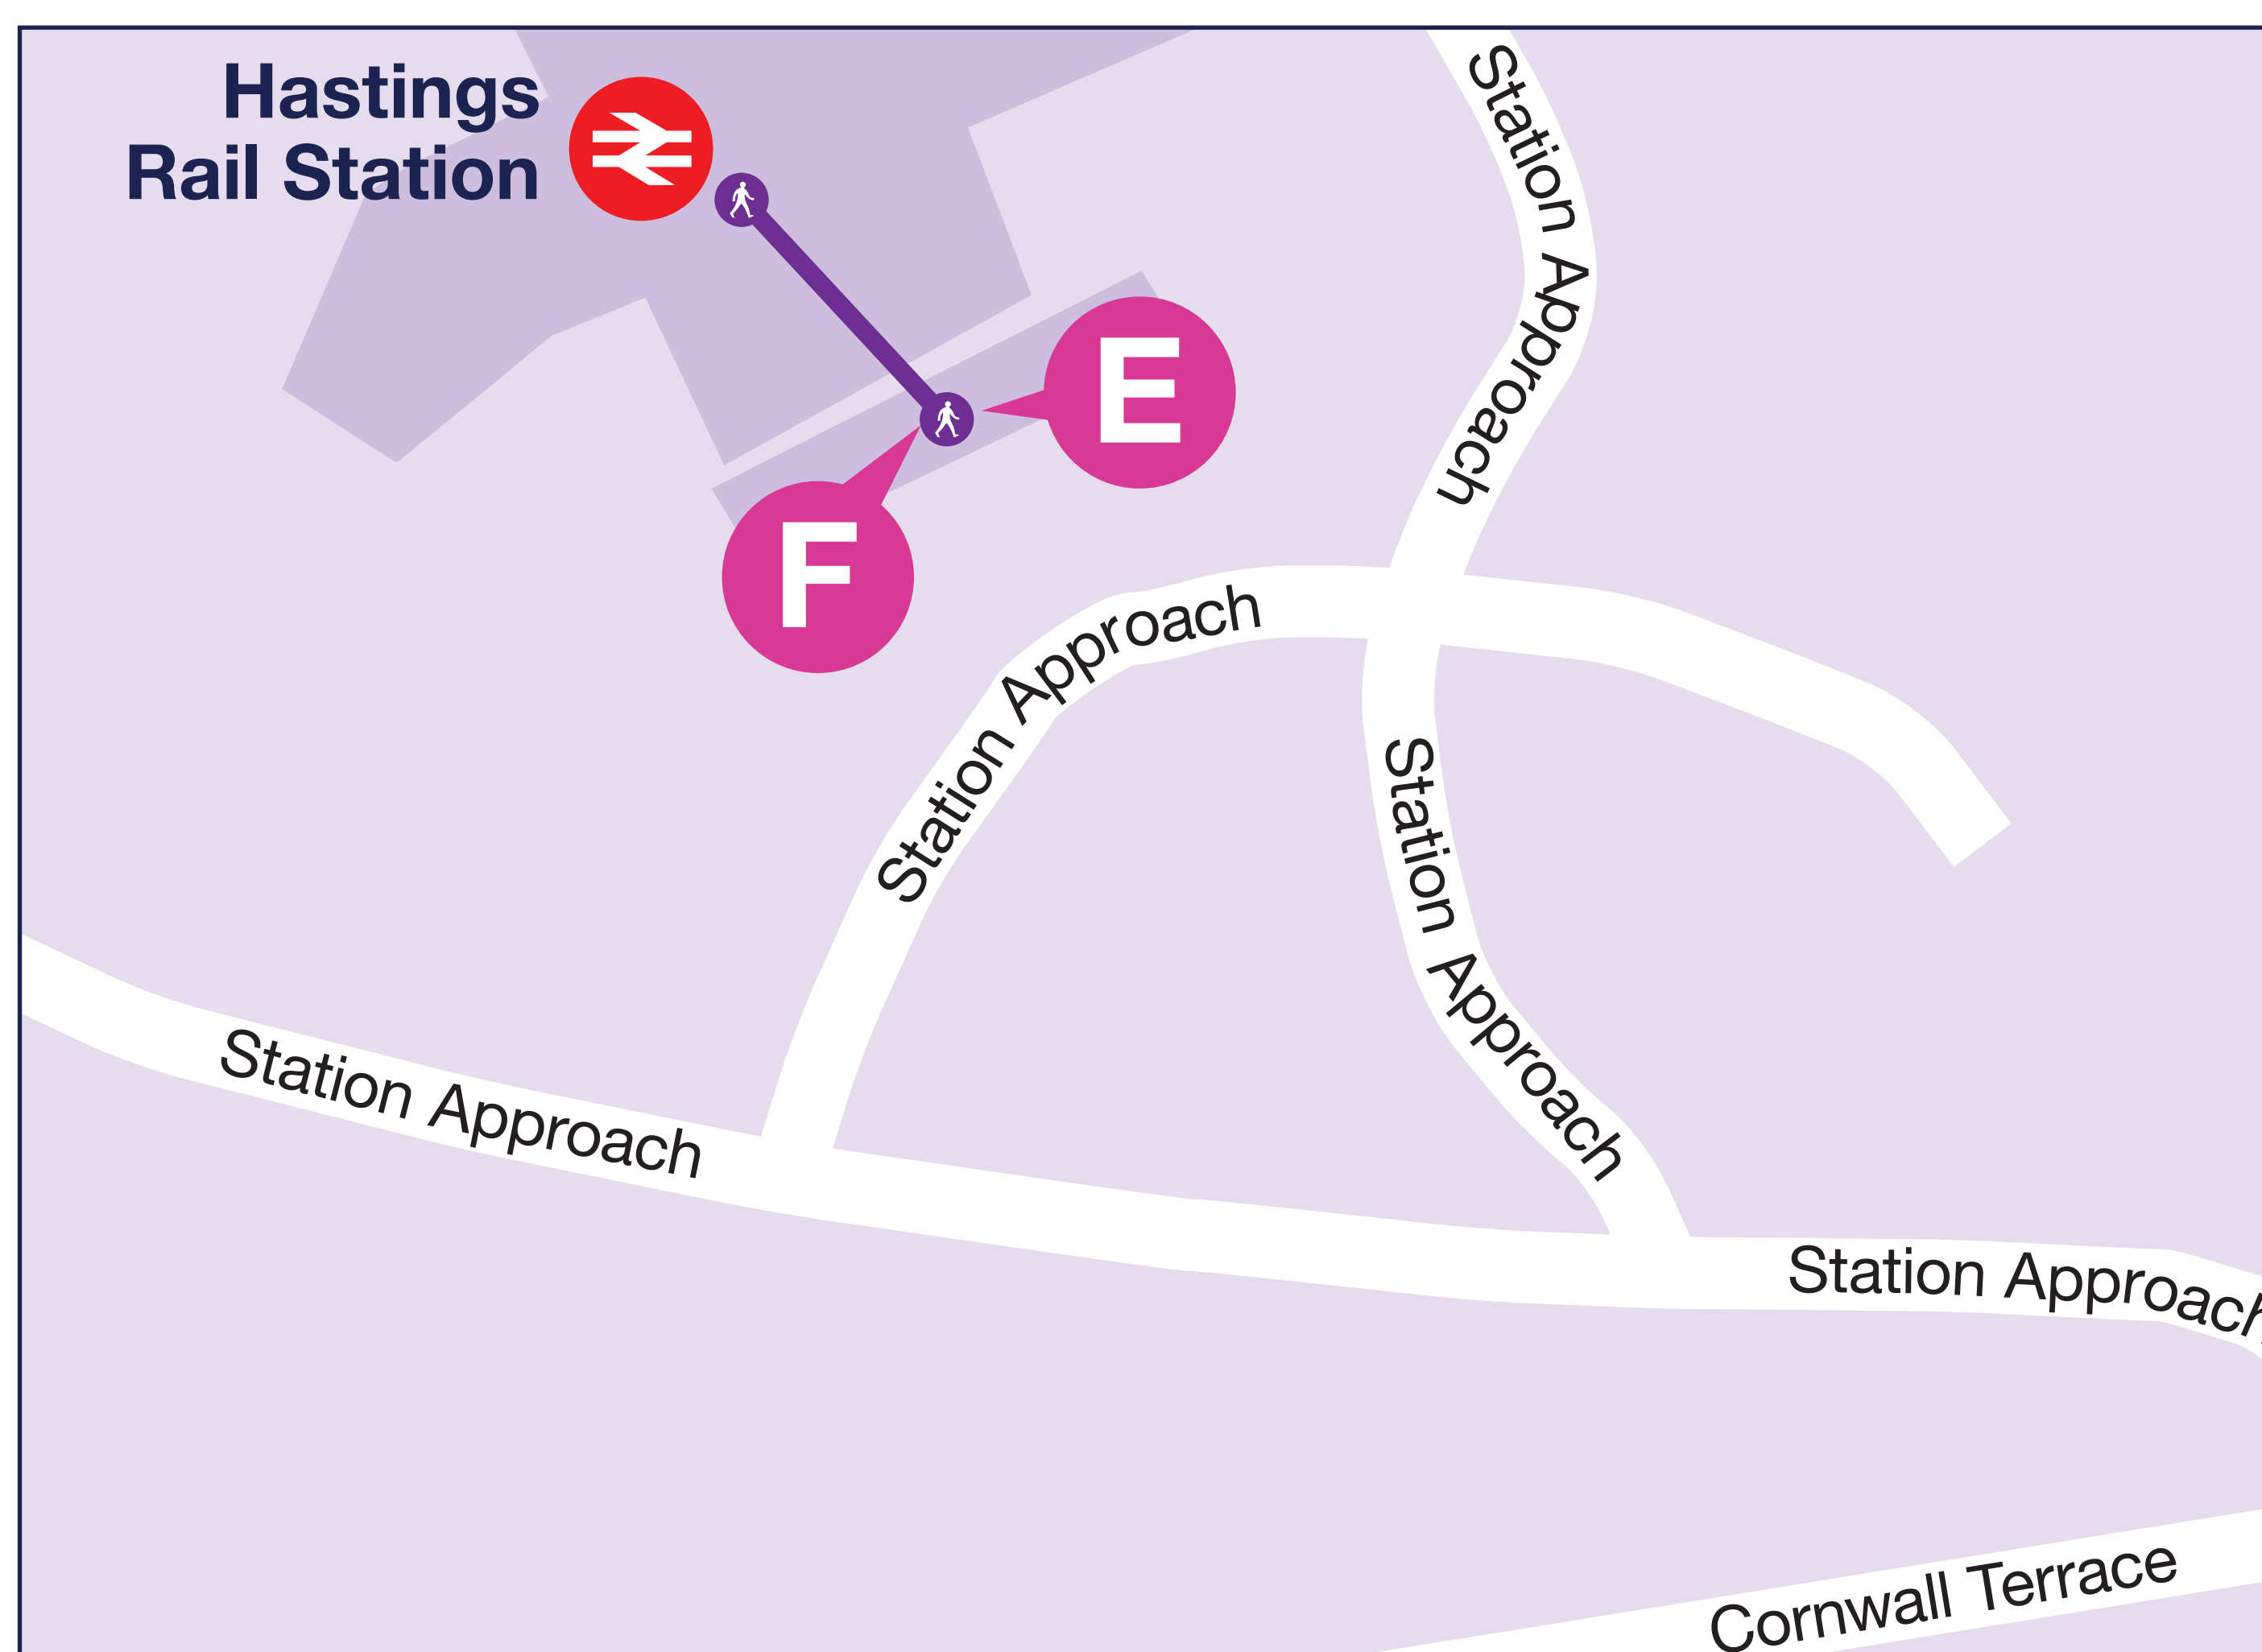 Hastings
Rail Station
Station Approach
E
F
Station Approach
Station Approach
Station Approach
Station Approach
Cornwall Terrace